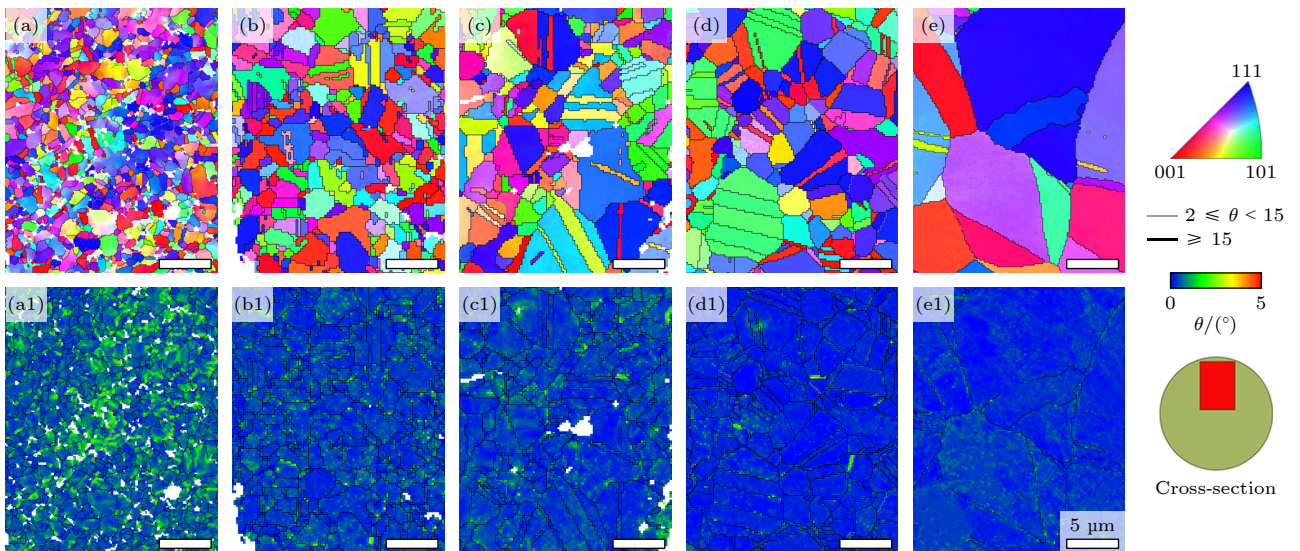 (a) (b) (c) (d) (e)
111
001 101
2 ⩽ θ < 15
⩾ 15
(a1) (b1) (c1) (d1) (e1)
0 5
θ/(°)
Cross-section
5 µm